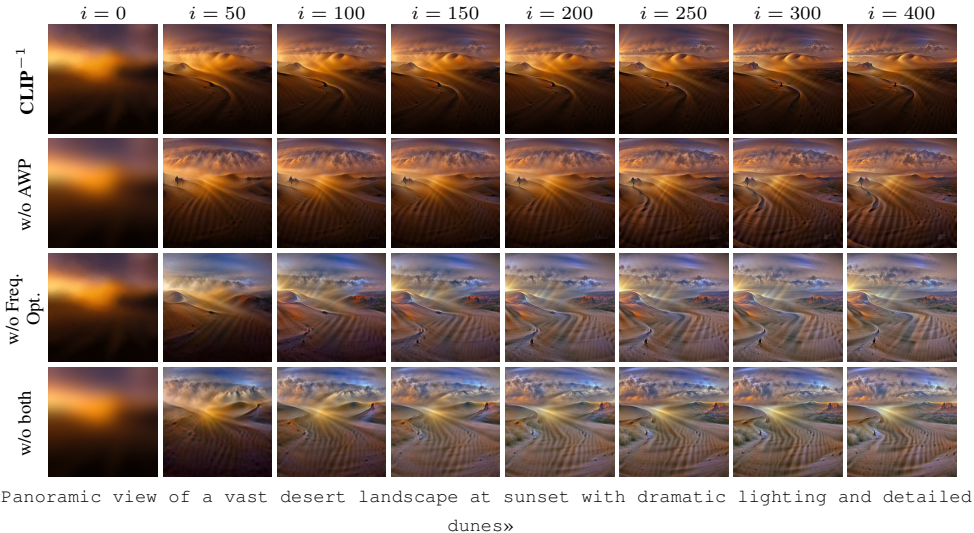 i = 0 i = 50 i = 100 i = 150 i = 200 i = 250 i = 300 i = 400
CLIP⁻¹
w/o AWP
w/o Freq.
Opt.
w/o both
Panoramic view of a vast desert landscape at sunset with dramatic lighting and detailed
dunes»